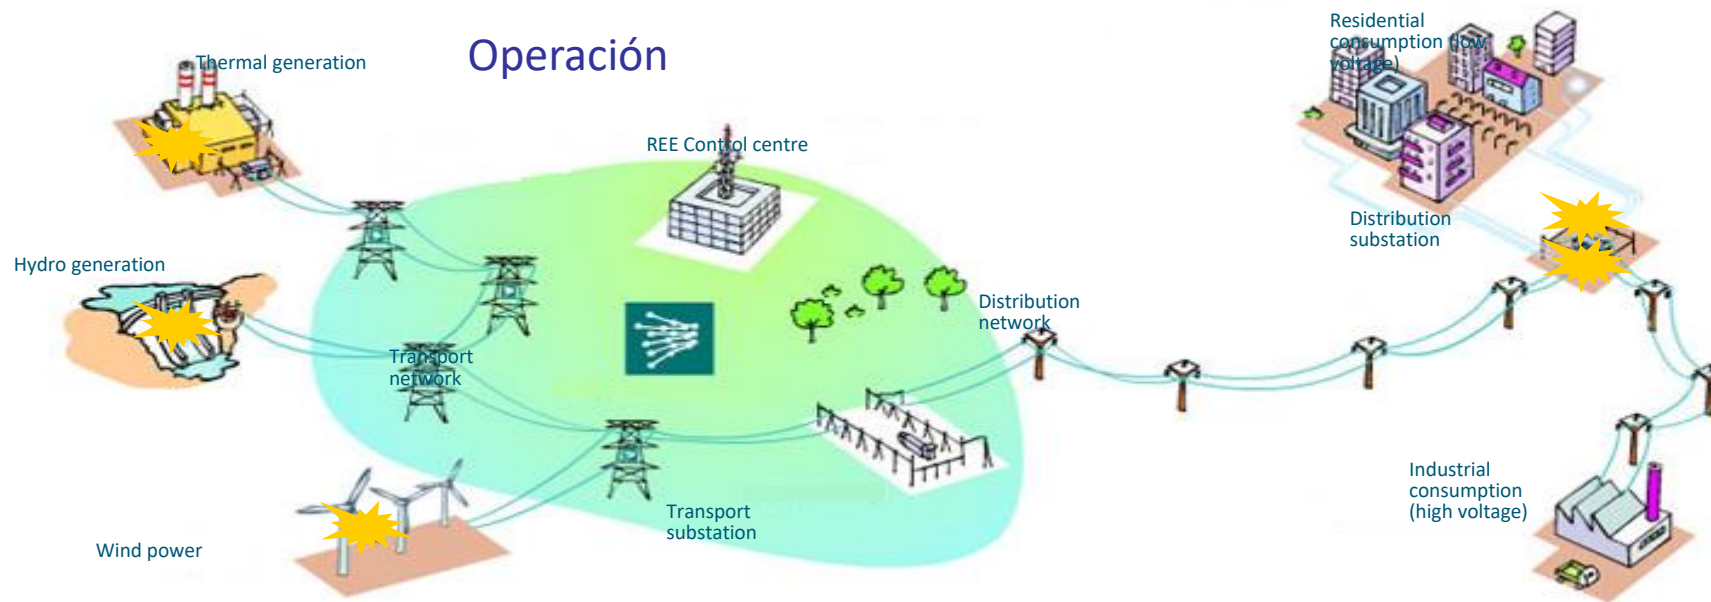 Operación
Thermal generation
Residential
consumption (low
voltage)
REE Control centre
Distribution
substation
Hydro generation
Distribution
network
Transport
network
Industrial
consumption
(high voltage)
Transport
substation
Wind power